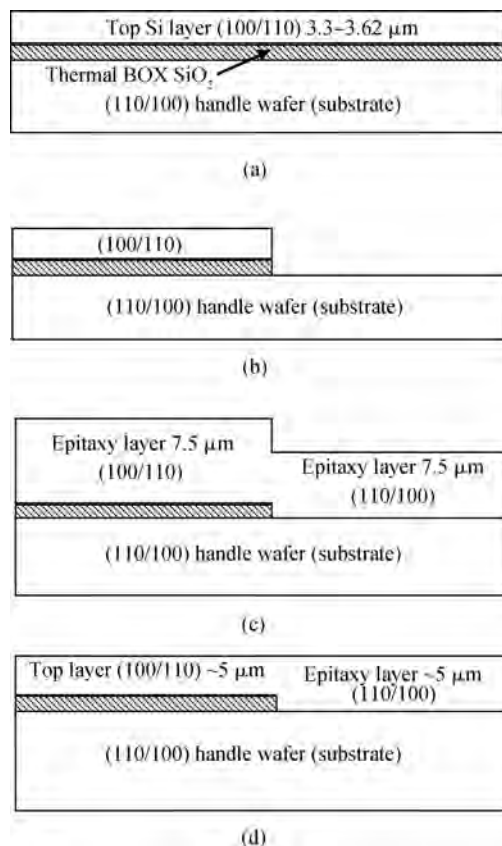 Top Si layer (100/110) 3.3–3.62 μm
Thermal BOX SiO₂
(110/100) handle wafer (substrate)
(a)
(100/110)
(110/100) handle wafer (substrate)
(b)
Epitaxy layer 7.5 μm
(100/110)
Epitaxy layer 7.5 μm
(110/100)
(110/100) handle wafer (substrate)
(c)
Top layer (100/110) ~5 μm
Epitaxy layer ~5 μm
(110/100)
(110/100) handle wafer (substrate)
(d)